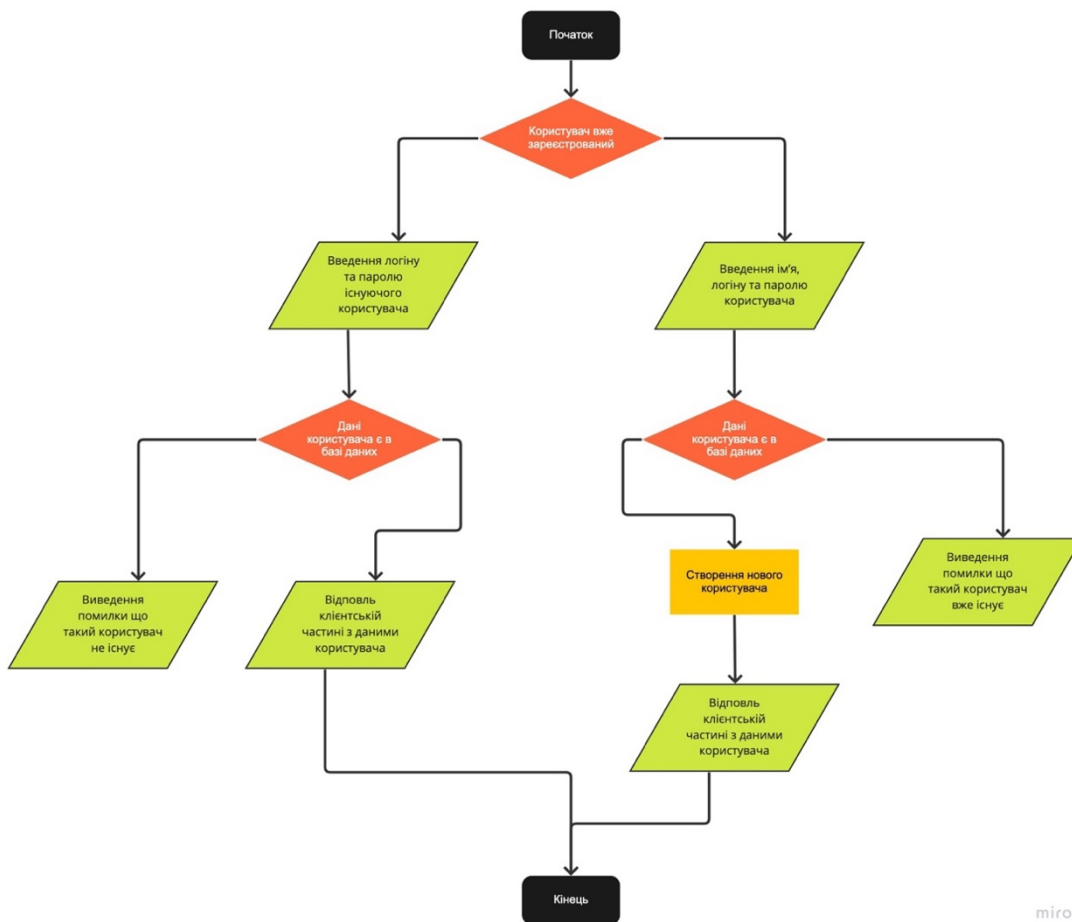 Початок
Користувач вже
зареєстрований
Введення логіну
та паролю
існуючого
користувача
Введення ім'я,
логіну та паролю
користувача
Дані
користувача є в
базі даних
Дані
користувача є в
базі даних
Виведення
помилки що
такий користувач
не існує
Відповль
клієнтській
частині з даними
користувача
Створення нового
користувача
Виведення
помилки що
такий користувач
вже існує
Відповль
клієнтській
частині з даними
користувача
Кінець
miro